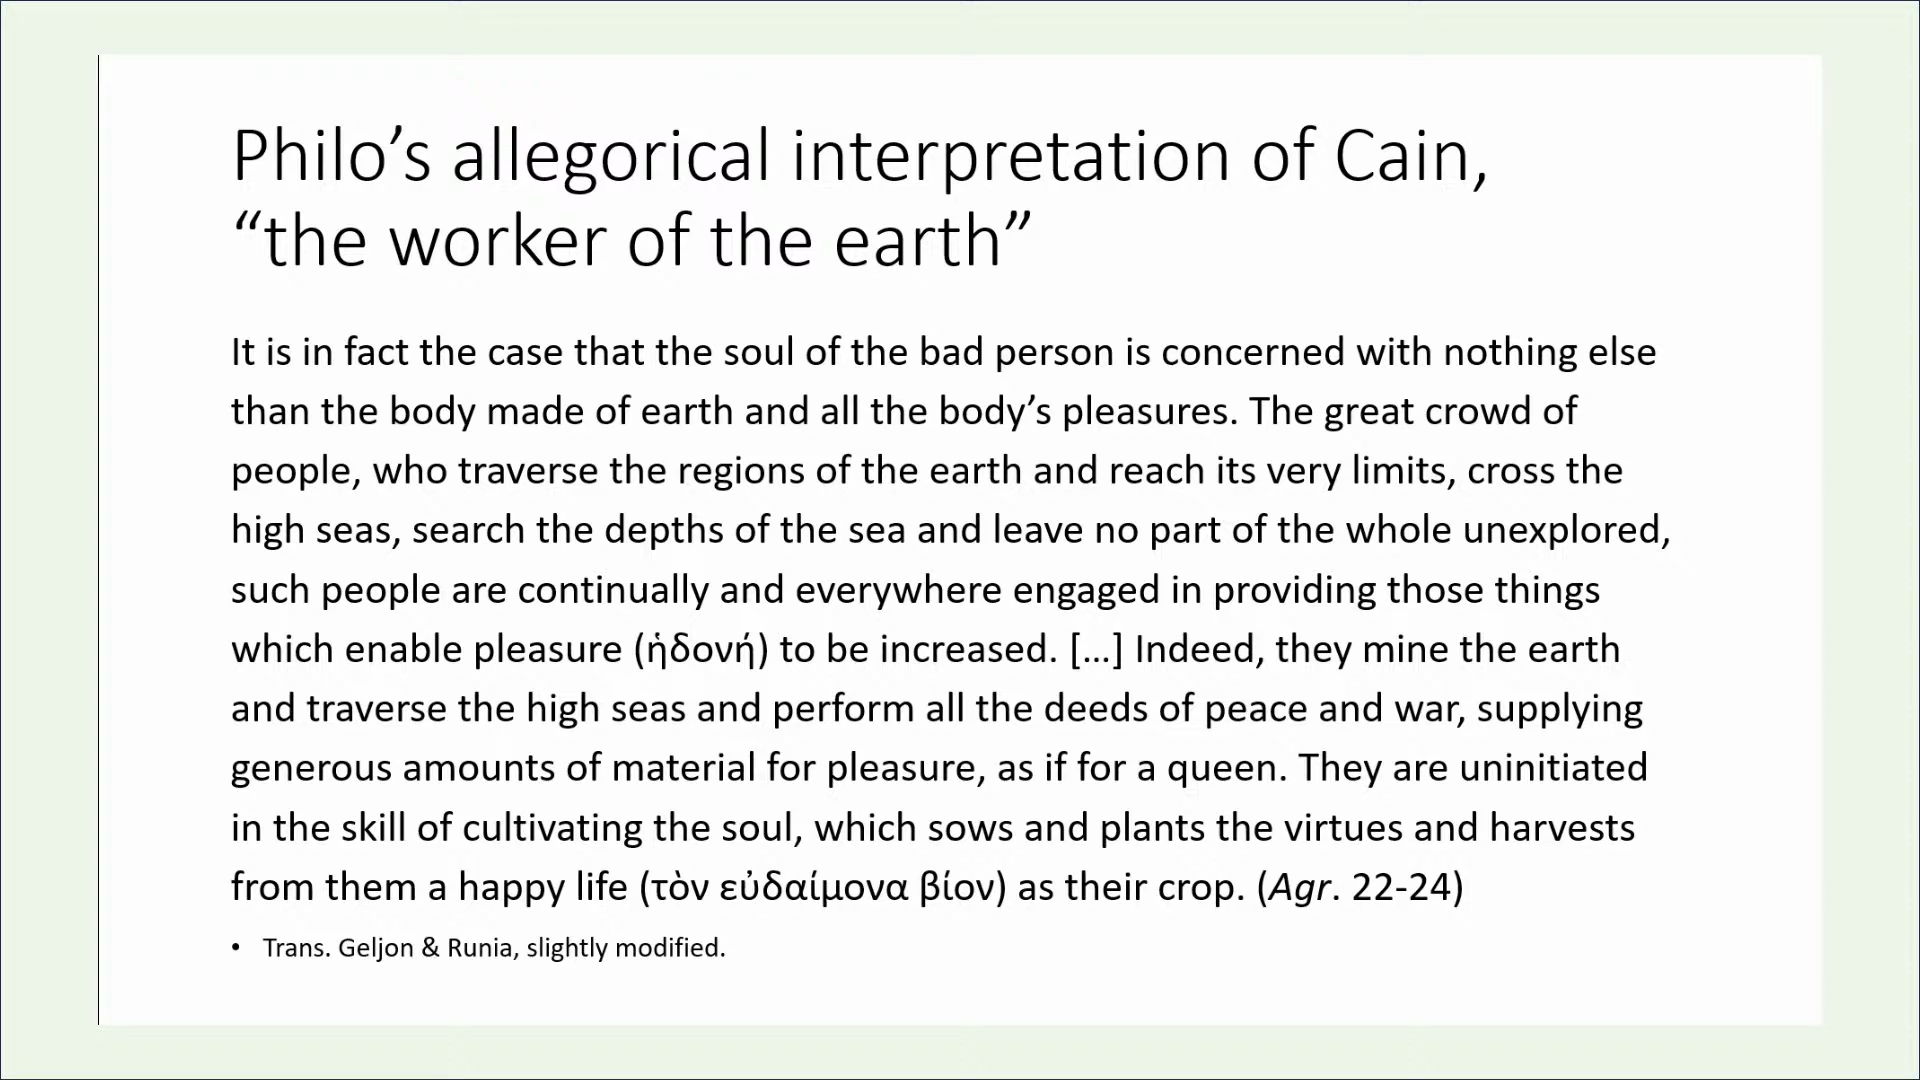 Philo’s allegorical interpretation of Cain,
“the worker of the earth”
It is in fact the case that the soul of the bad person is concerned with nothing else
than the body made of earth and all the body’s pleasures. The great crowd of
people, who traverse the regions of the earth and reach its very limits, cross the
high seas, search the depths of the sea and leave no part of the whole unexplored,
such people are continually and everywhere engaged in providing those things
which enable pleasure (ἡδονή) to be increased. […] Indeed, they mine the earth
and traverse the high seas and perform all the deeds of peace and war, supplying
generous amounts of material for pleasure, as if for a queen. They are uninitiated
in the skill of cultivating the soul, which sows and plants the virtues and harvests
from them a happy life (τὸν εὐδαίμονα βίον) as their crop. (Agr. 22-24)
• Trans. Geljon & Runia, slightly modified.